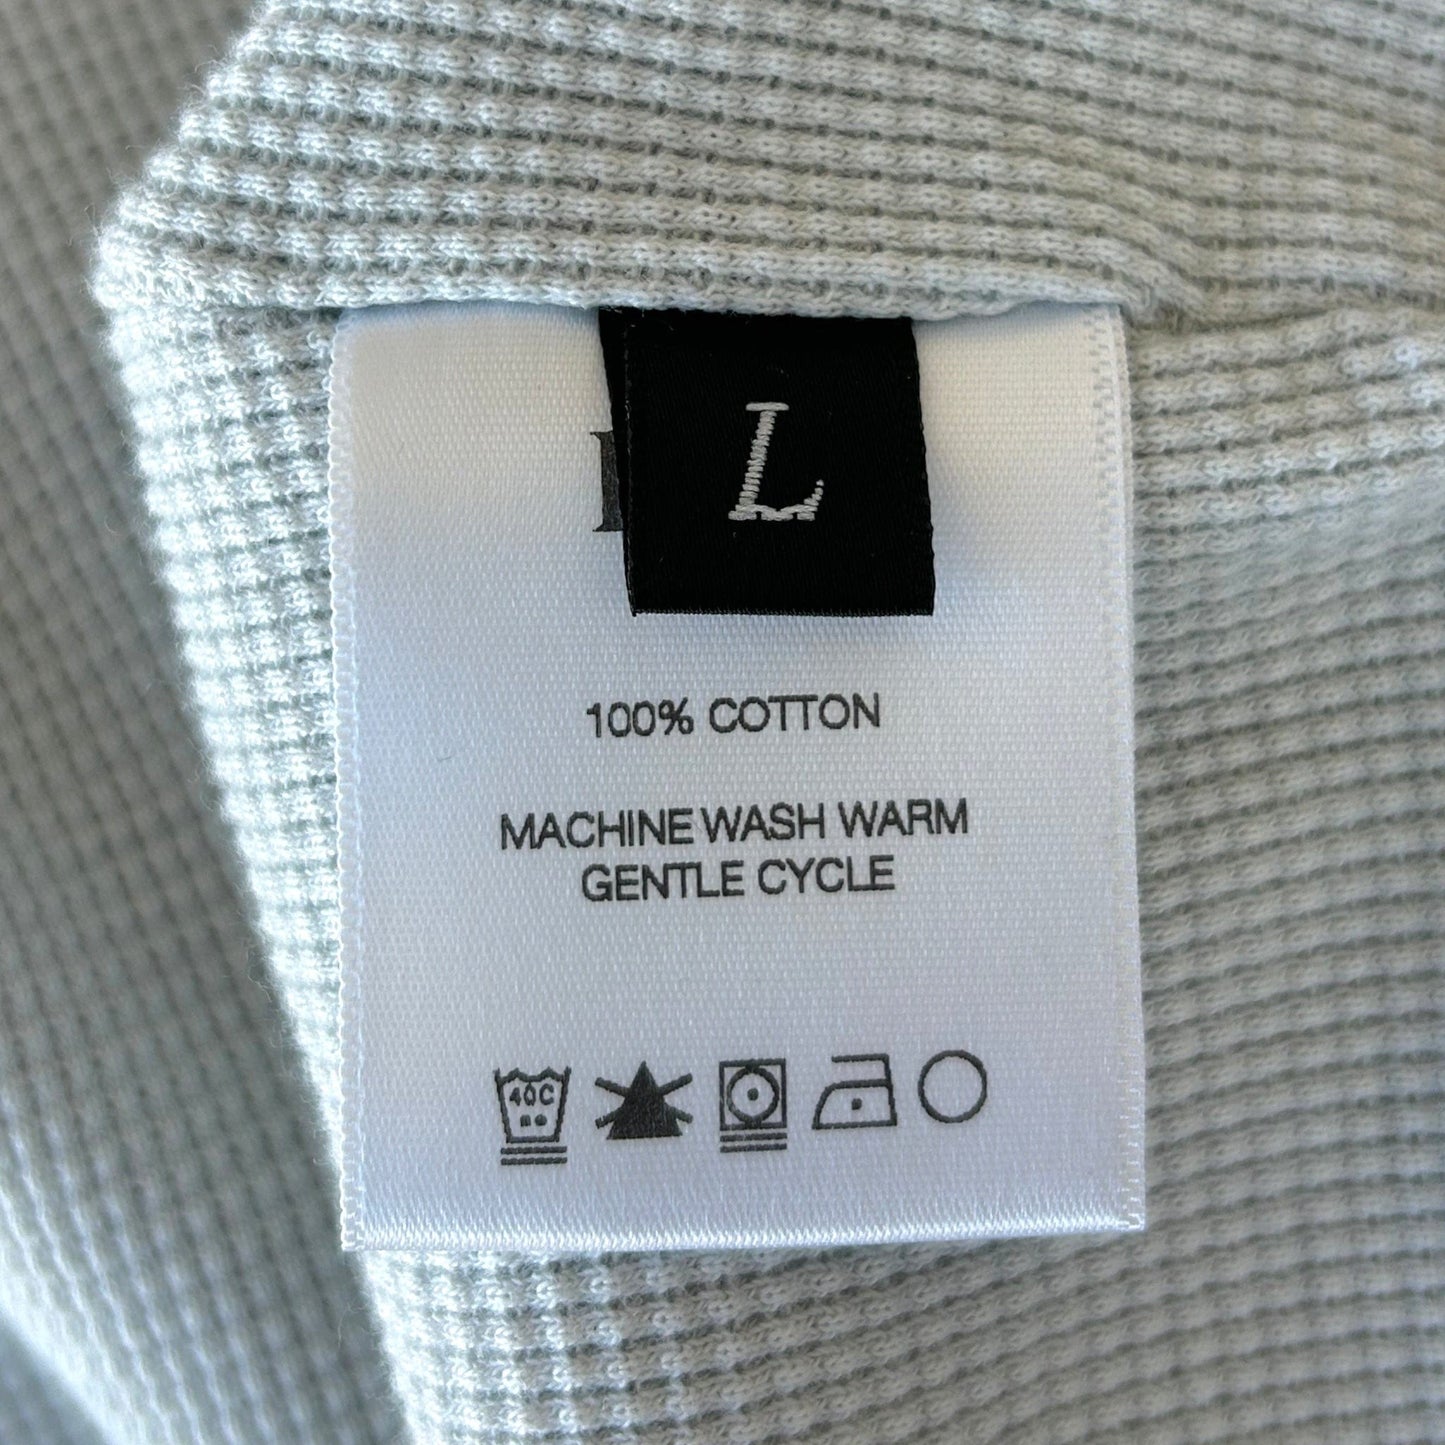 L
100% COTTON
MACHINE WASH WARM
GENTLE CYCLE
40C